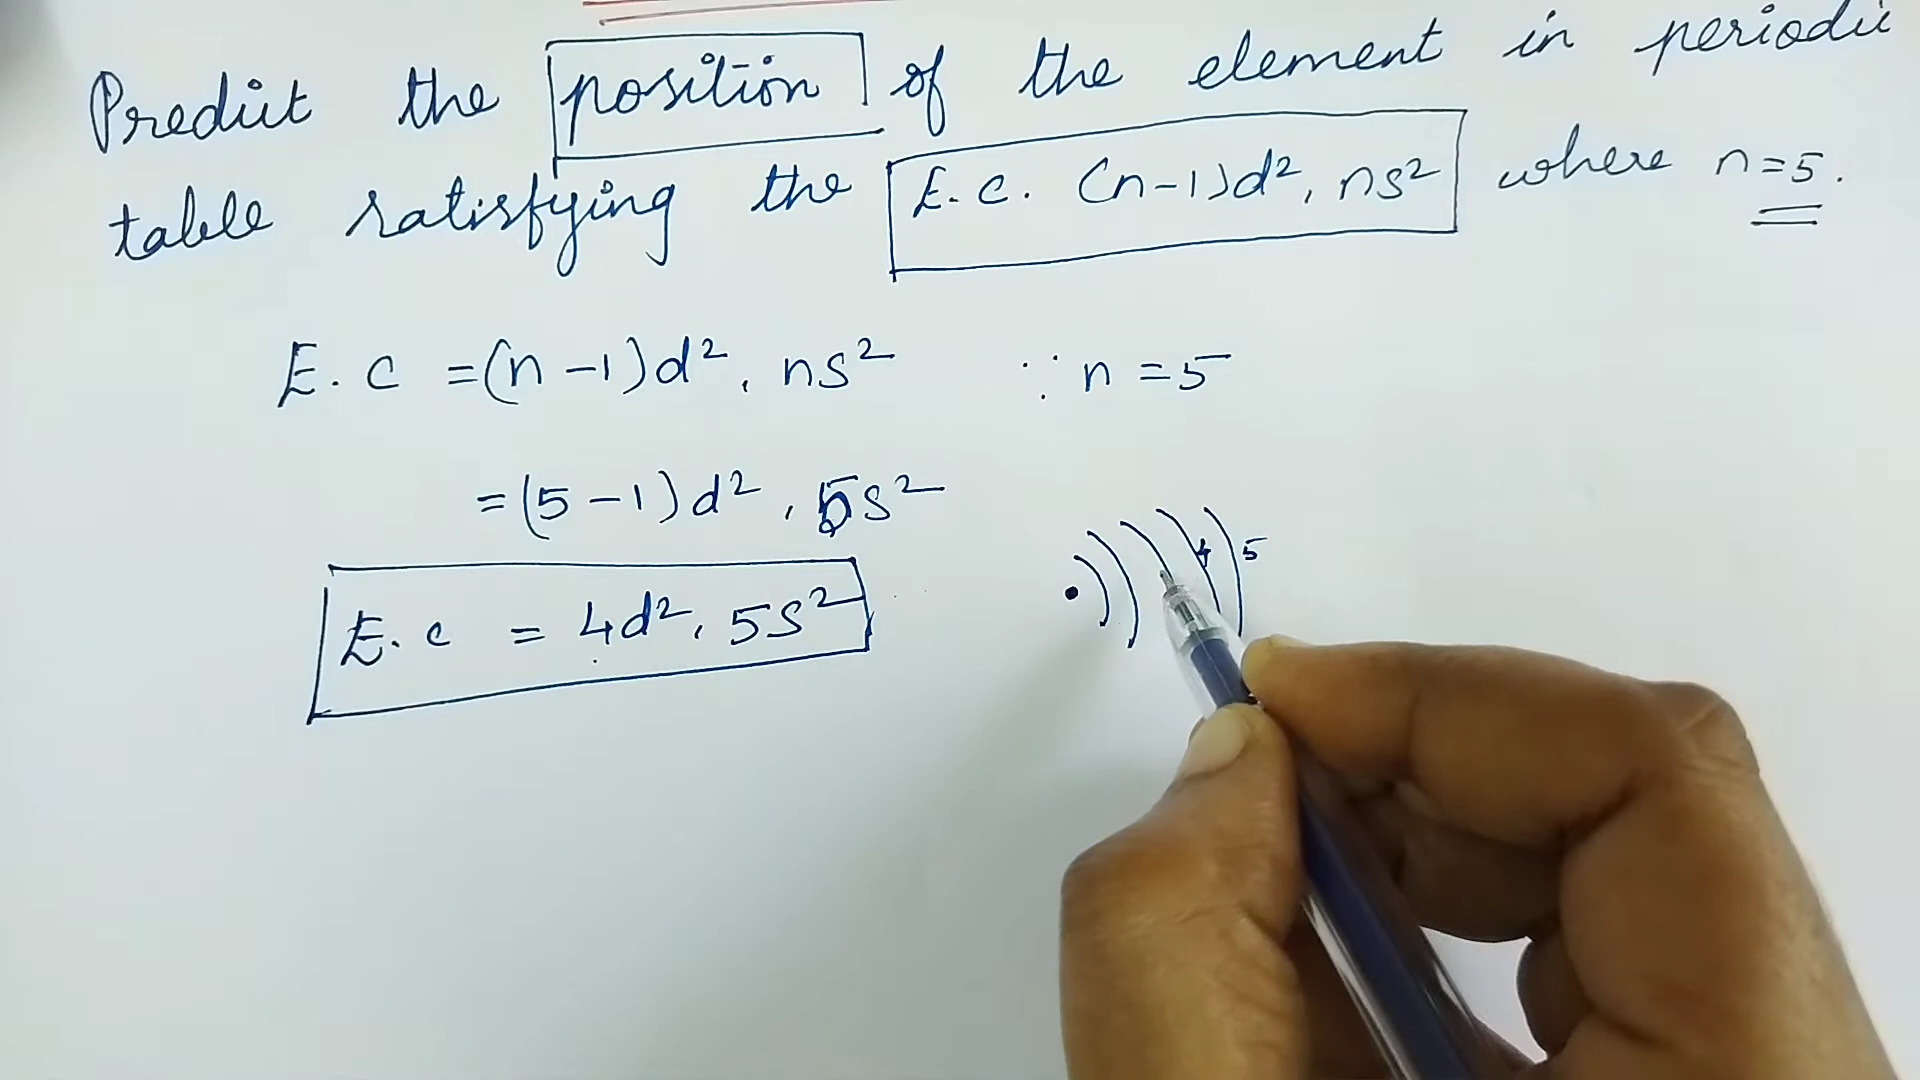 Predict the position of the element in periodic
table satisfying the E.C. (n-1)d², ns² where n=5.
E.C = (n-1)d², ns² ∵ n = 5
= (5-1)d², 5s²
4 5
E.c = 4d², 5s²